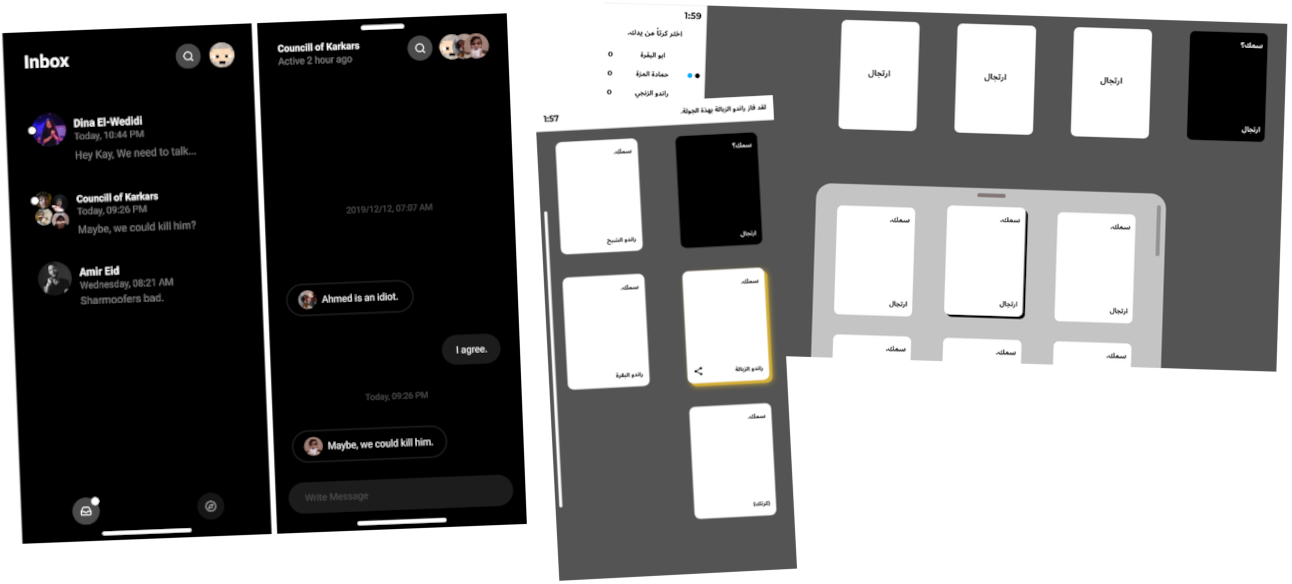 Inbox
Dina El-Wedidi
Today, 10:44 PM
Hey Kay, We need to talk...
Councill of Karkars
Today, 09:26 PM
Maybe, we could kill him?
Amir Eid
Wednesday, 08:21 AM
Sharmoofers bad.
Councill of Karkars
Active 2 hour ago
2019/12/12, 07:07 AM
Ahmed is an idiot.
I agree.
Today, 09:26 PM
Maybe, we could kill him.
Write Message
1:59
اختر كرتاً من يدك.
ابو البقرة
0
حمادة المزة
0
راندو الزنجي
0
لقد فاز راندو الزبالة بهذة الجولة.
1:57
سمك؟
ارتجال
سمك.
راندو الشبح
سمك.
راندو الزبالة
سمك.
راندو البقرة
سمك.
(كرتك)
سمك؟
ارتجال
ارتجال
ارتجال
ارتجال
سمك.
ارتجال
سمك.
ارتجال
سمك.
ارتجال
سمك.
سمك.
سمك.